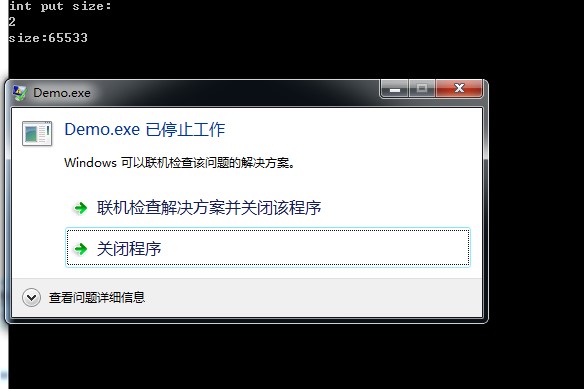 int put size:
2
size:65533
Demo.exe
Demo.exe 已停止工作
Windows 可以联机检查该问题的解决方案。
联机检查解决方案并关闭该程序
关闭程序
查看问题详细信息